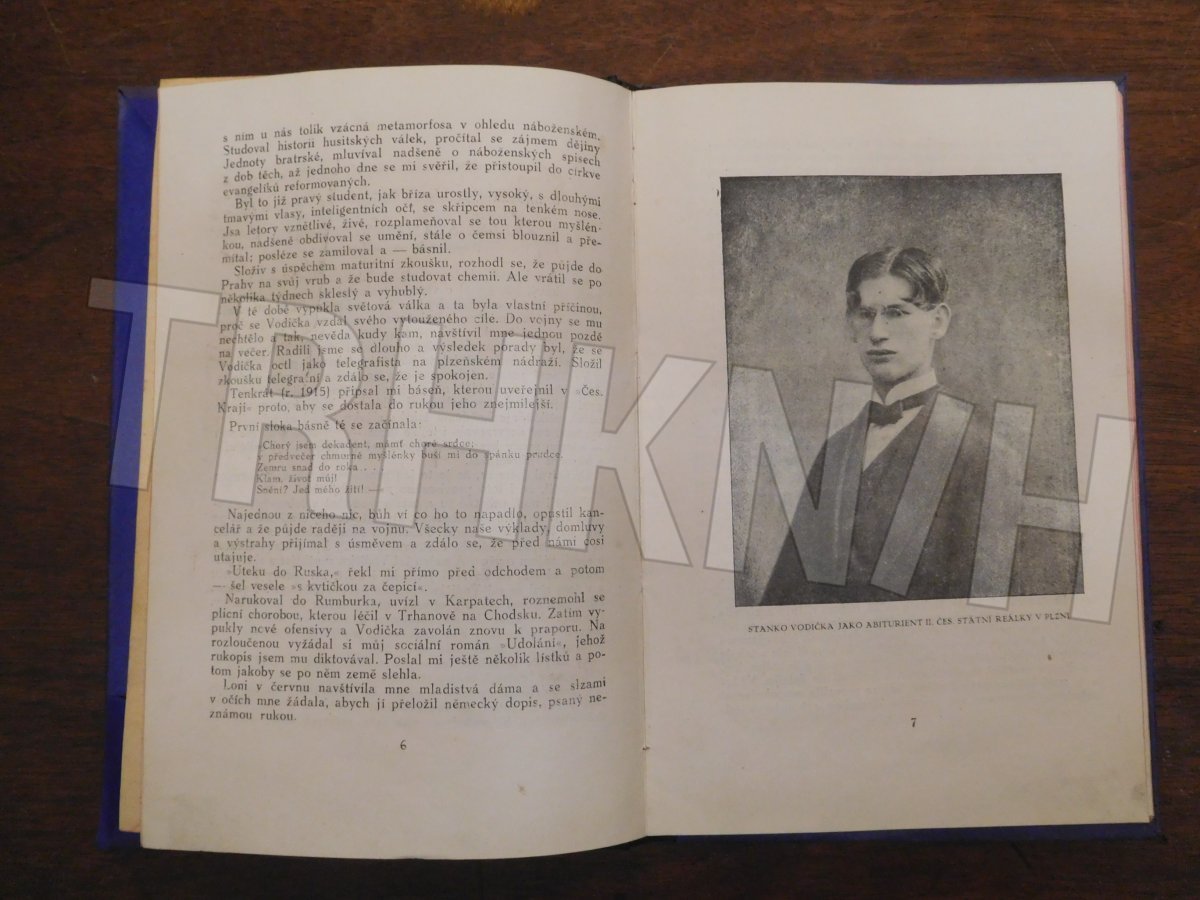 s ním u nás tolik vzácná metamorfosa v ohledu náboženském.
Studoval historii husitských válek, pročítal se zájmem dějiny
Jednoty bratrské, mluvíval nadšeně o náboženských spisech
z dob těch, až jednoho dne se mi svěřil, že přistoupil do církve
evangelíků reformovaných.
Byl to již pravý student, jak bříza urostly, vysoký, s dlouhými
tmavými vlasy, inteligentních očí, se skřipcem na tenkém nose.
Jsa letory vznětlivé, živé, rozplameňoval se tou kterou myšlén-
kou, nadšeně obdivoval se umění, stále o čemsi blouznil a pře-
mítal; posléze se zamiloval a — básnil.
Složiv s úspěchem maturitní zkoušku, rozhodl se, že půjde do
Prahy na svůj vrub a že bude studovat chemii. Ale vrátil se po
několika týdnech sklesly a vyhublý.
V té době vypukla světová válka a ta byla vlastní příčinou,
proč se Vodička vzdal svého vytouženého cíle. Do vojny se mu
nechtělo a tak, nevěda kudy kam, navštívil mne jednou pozdě
na večer. Radili jsme se dlouho a výsledek porady byl, že se
Vodička octl jako telegrafista na plzeňském nádraží. Složil
zkoušku telegrafní a zdálo se, že je spokojen.
Tenkrát (r. 1915) připsal mi báseň, kterou uveřejnil v »Čes.
Kraji« proto, aby se dostala do rukou jeho znejmilejší.
První sloka básně té se začínala:
Chorý jsem dekadent, mámť choré srdce;
v předvečer chmurné myšlénky buší mi do spánku prudce.
Zemru snad do roka . . .
Klam, život můj!
Snění? Jed mého žití! —
Najednou z ničeho nic, bůh ví co ho to napadlo, opustil kan-
celář a že půjde raději na vojnu. Všecky naše výklady, domluvy
a výstrahy přijímal s úsměvem a zdálo se, že před námi cosi
utajuje.
»Uteku do Ruska,« řekl mi přímo před odchodem a potom
— šel vesele »s kytičkou za čepicí«.
Narukoval do Rumburka, uvízl v Karpatech, roznemohl se
plicní chorobou, kterou léčil v Trhanově na Chodsku. Zatím vy-
pukly nové ofensivy a Vodička zavolán znovu k praporu. Na
rozloučenou vyžádal si můj sociální román »Udolání«, jehož
rukopis jsem mu diktovával. Poslal mi ještě několik lístků a po-
tom jakoby se po něm země slehla.
Loni v červnu navštívila mne mladistvá dáma a se slzami
v očích mne žádala, abych jí přeložil německý dopis, psaný ne-
známou rukou.
6
STANKO VODIČKA JAKO ABITURIENT II. ČES. STÁTNÍ REÁLKY V PLZNI
7
TRHKNIH